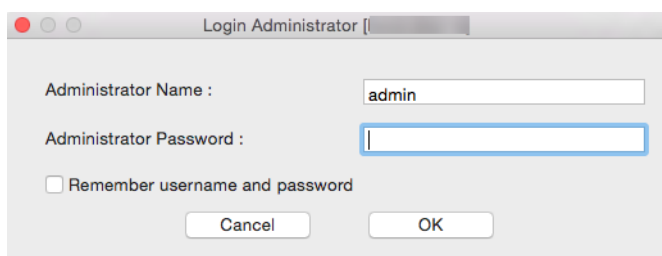 Login Administrator [
Administrator Name :
admin
Administrator Password :
Remember username and password
Cancel
OK